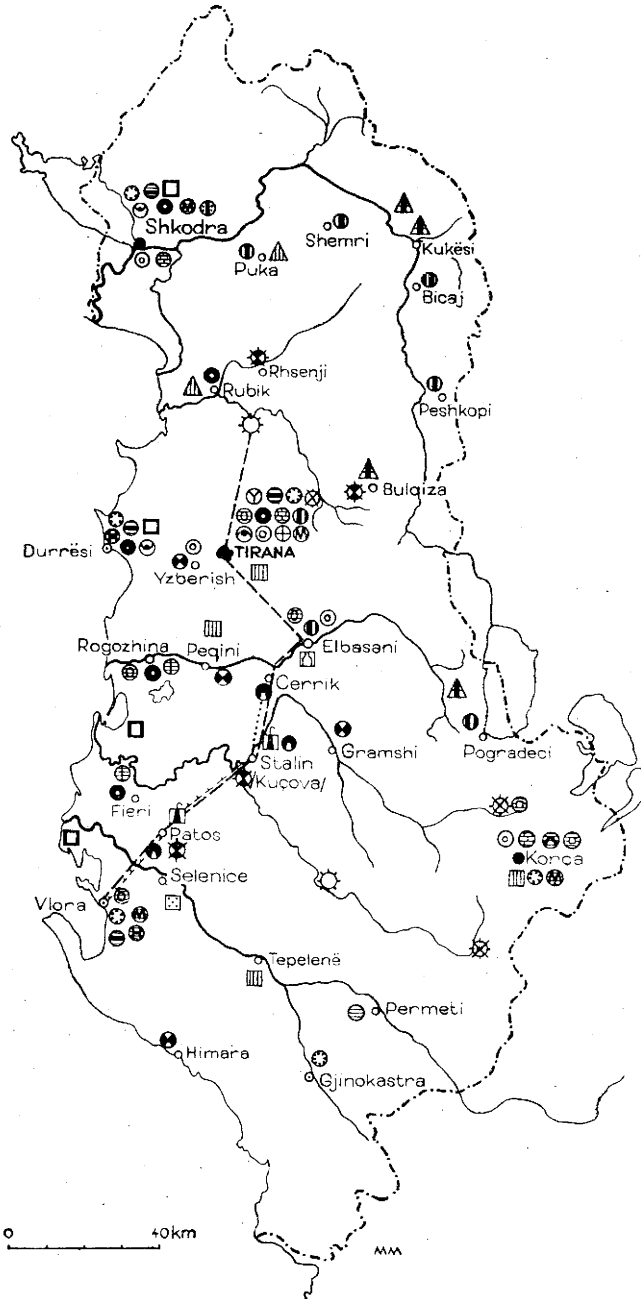 Shkodra
Shemri
Kukësi
Puka
Bicaj
Rhsenji
Rubik
Peshkopi
Bulqiza
Durrësi
TIRANA
Yzberish
Rogozhina
Peqini
Elbasani
Cerrik
Gramshi
Pogradeci
Stalin
/Kuçova/
Fieri
Patos
Korça
Selenice
Vlora
Tepelenë
Permeti
Himara
Gjinokastra
0 40km
MM